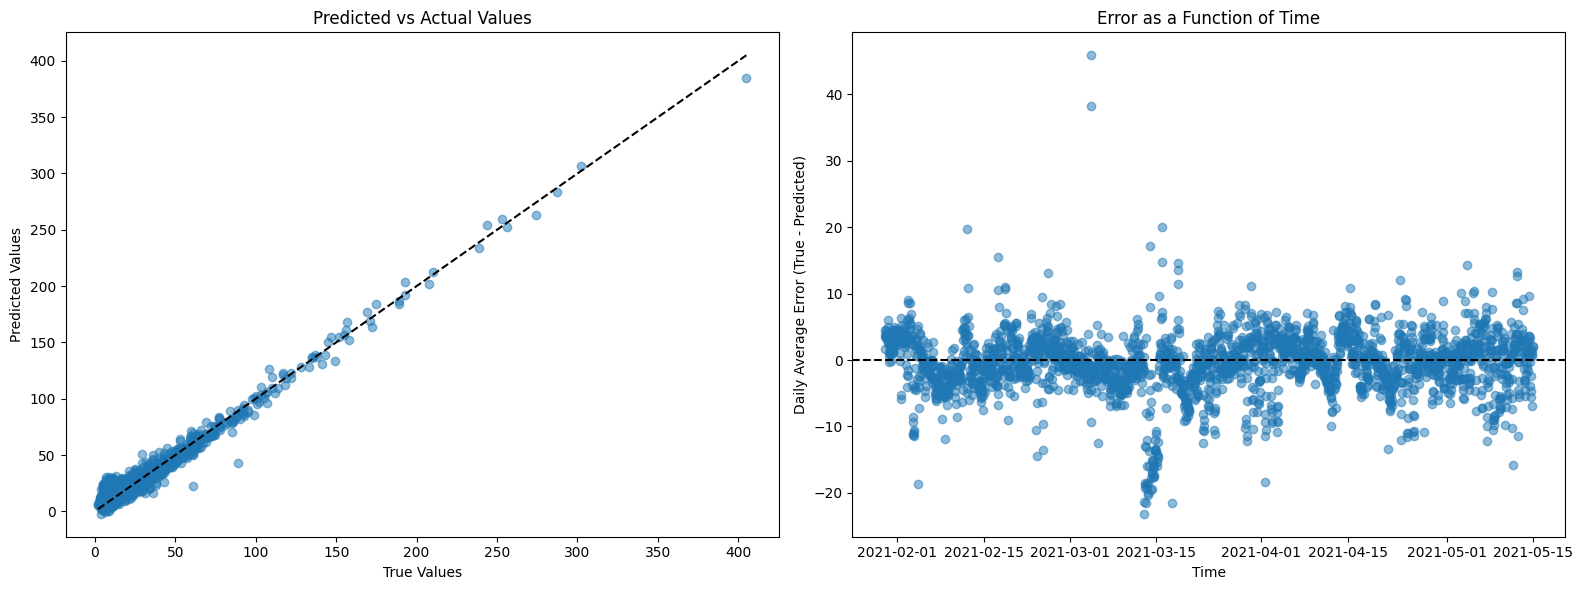 Predicted vs Actual Values
Predicted Values
400
350
300
250
200
150
100
50
0
0 50 100 150 200 250 300 350 400
True Values
Error as a Function of Time
Daily Average Error (True - Predicted)
40
30
20
10
0
−10
−20
2021-02-01 2021-02-15 2021-03-01 2021-03-15 2021-04-01 2021-04-15 2021-05-01 2021-05-15
Time